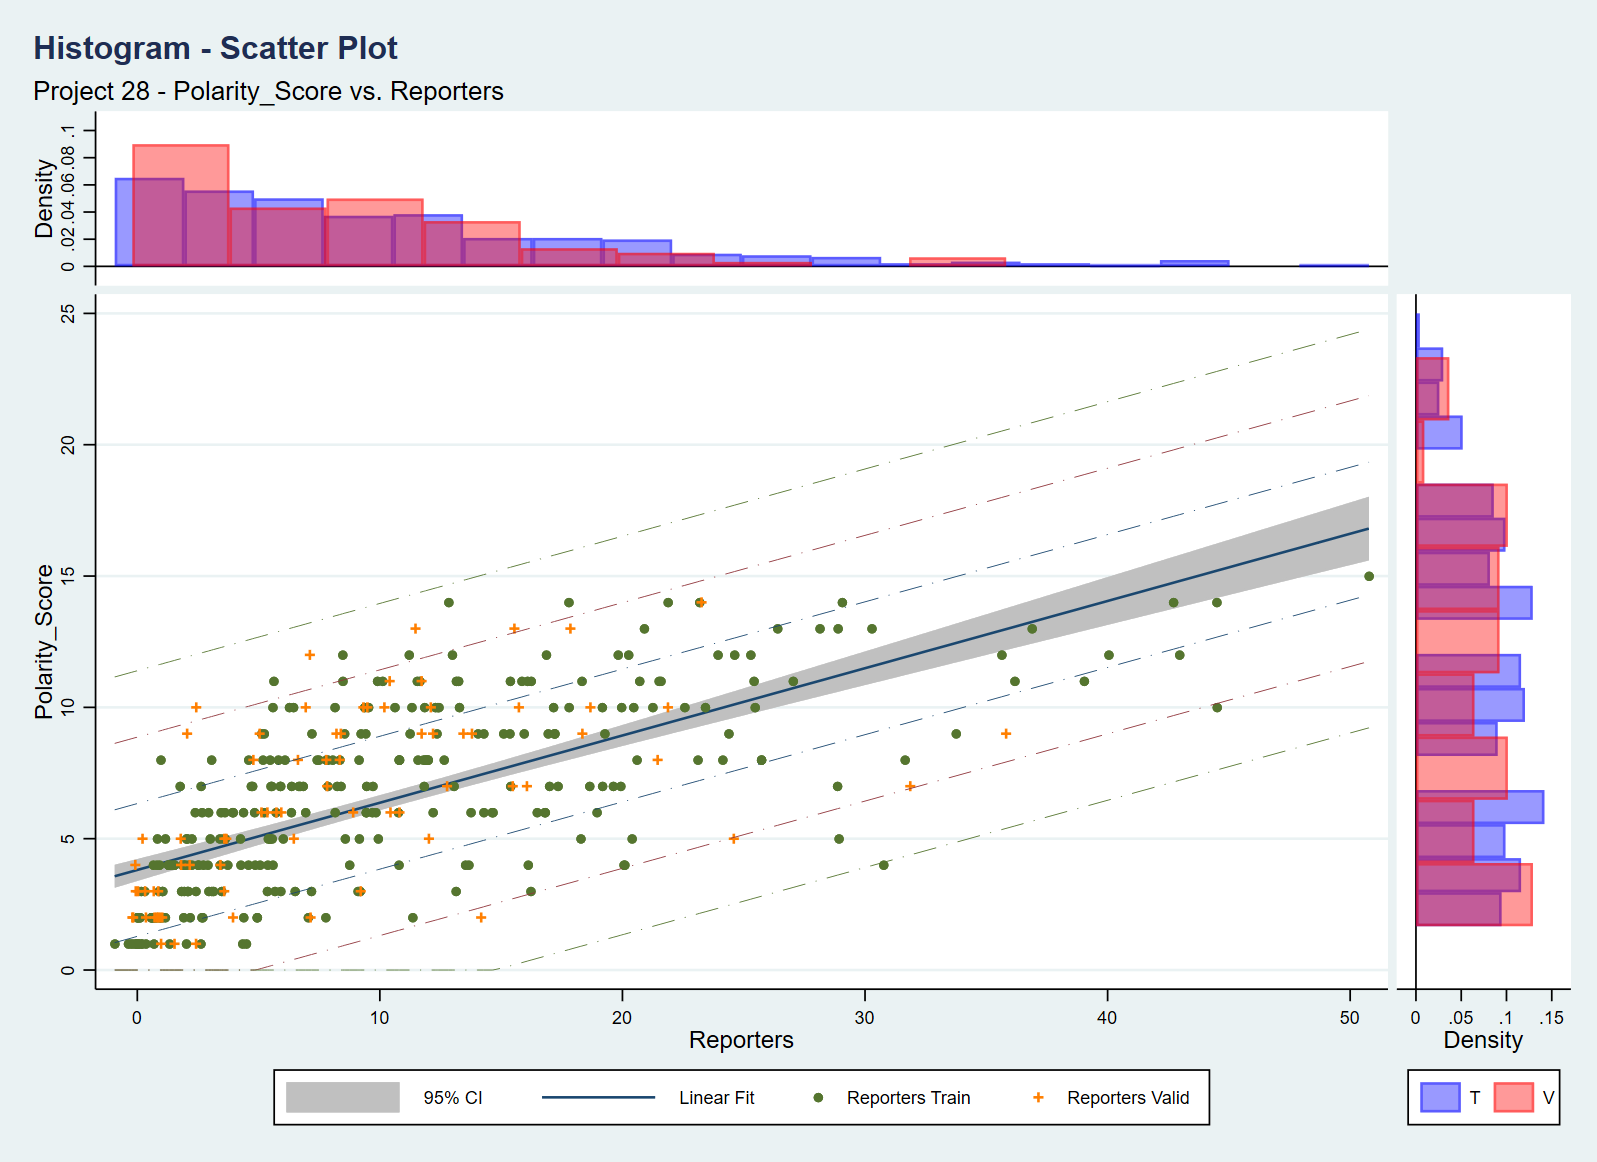 Histogram - Scatter Plot
Project 28 - Polarity_Score vs. Reporters
Density
0 .02 .04 .06 .08 .1
Polarity_Score
25
20
15
10
5
0
0 10 20 30 40 50
Reporters
0 .05 .1 .15
Density
95% CI Linear Fit Reporters Train Reporters Valid
T V